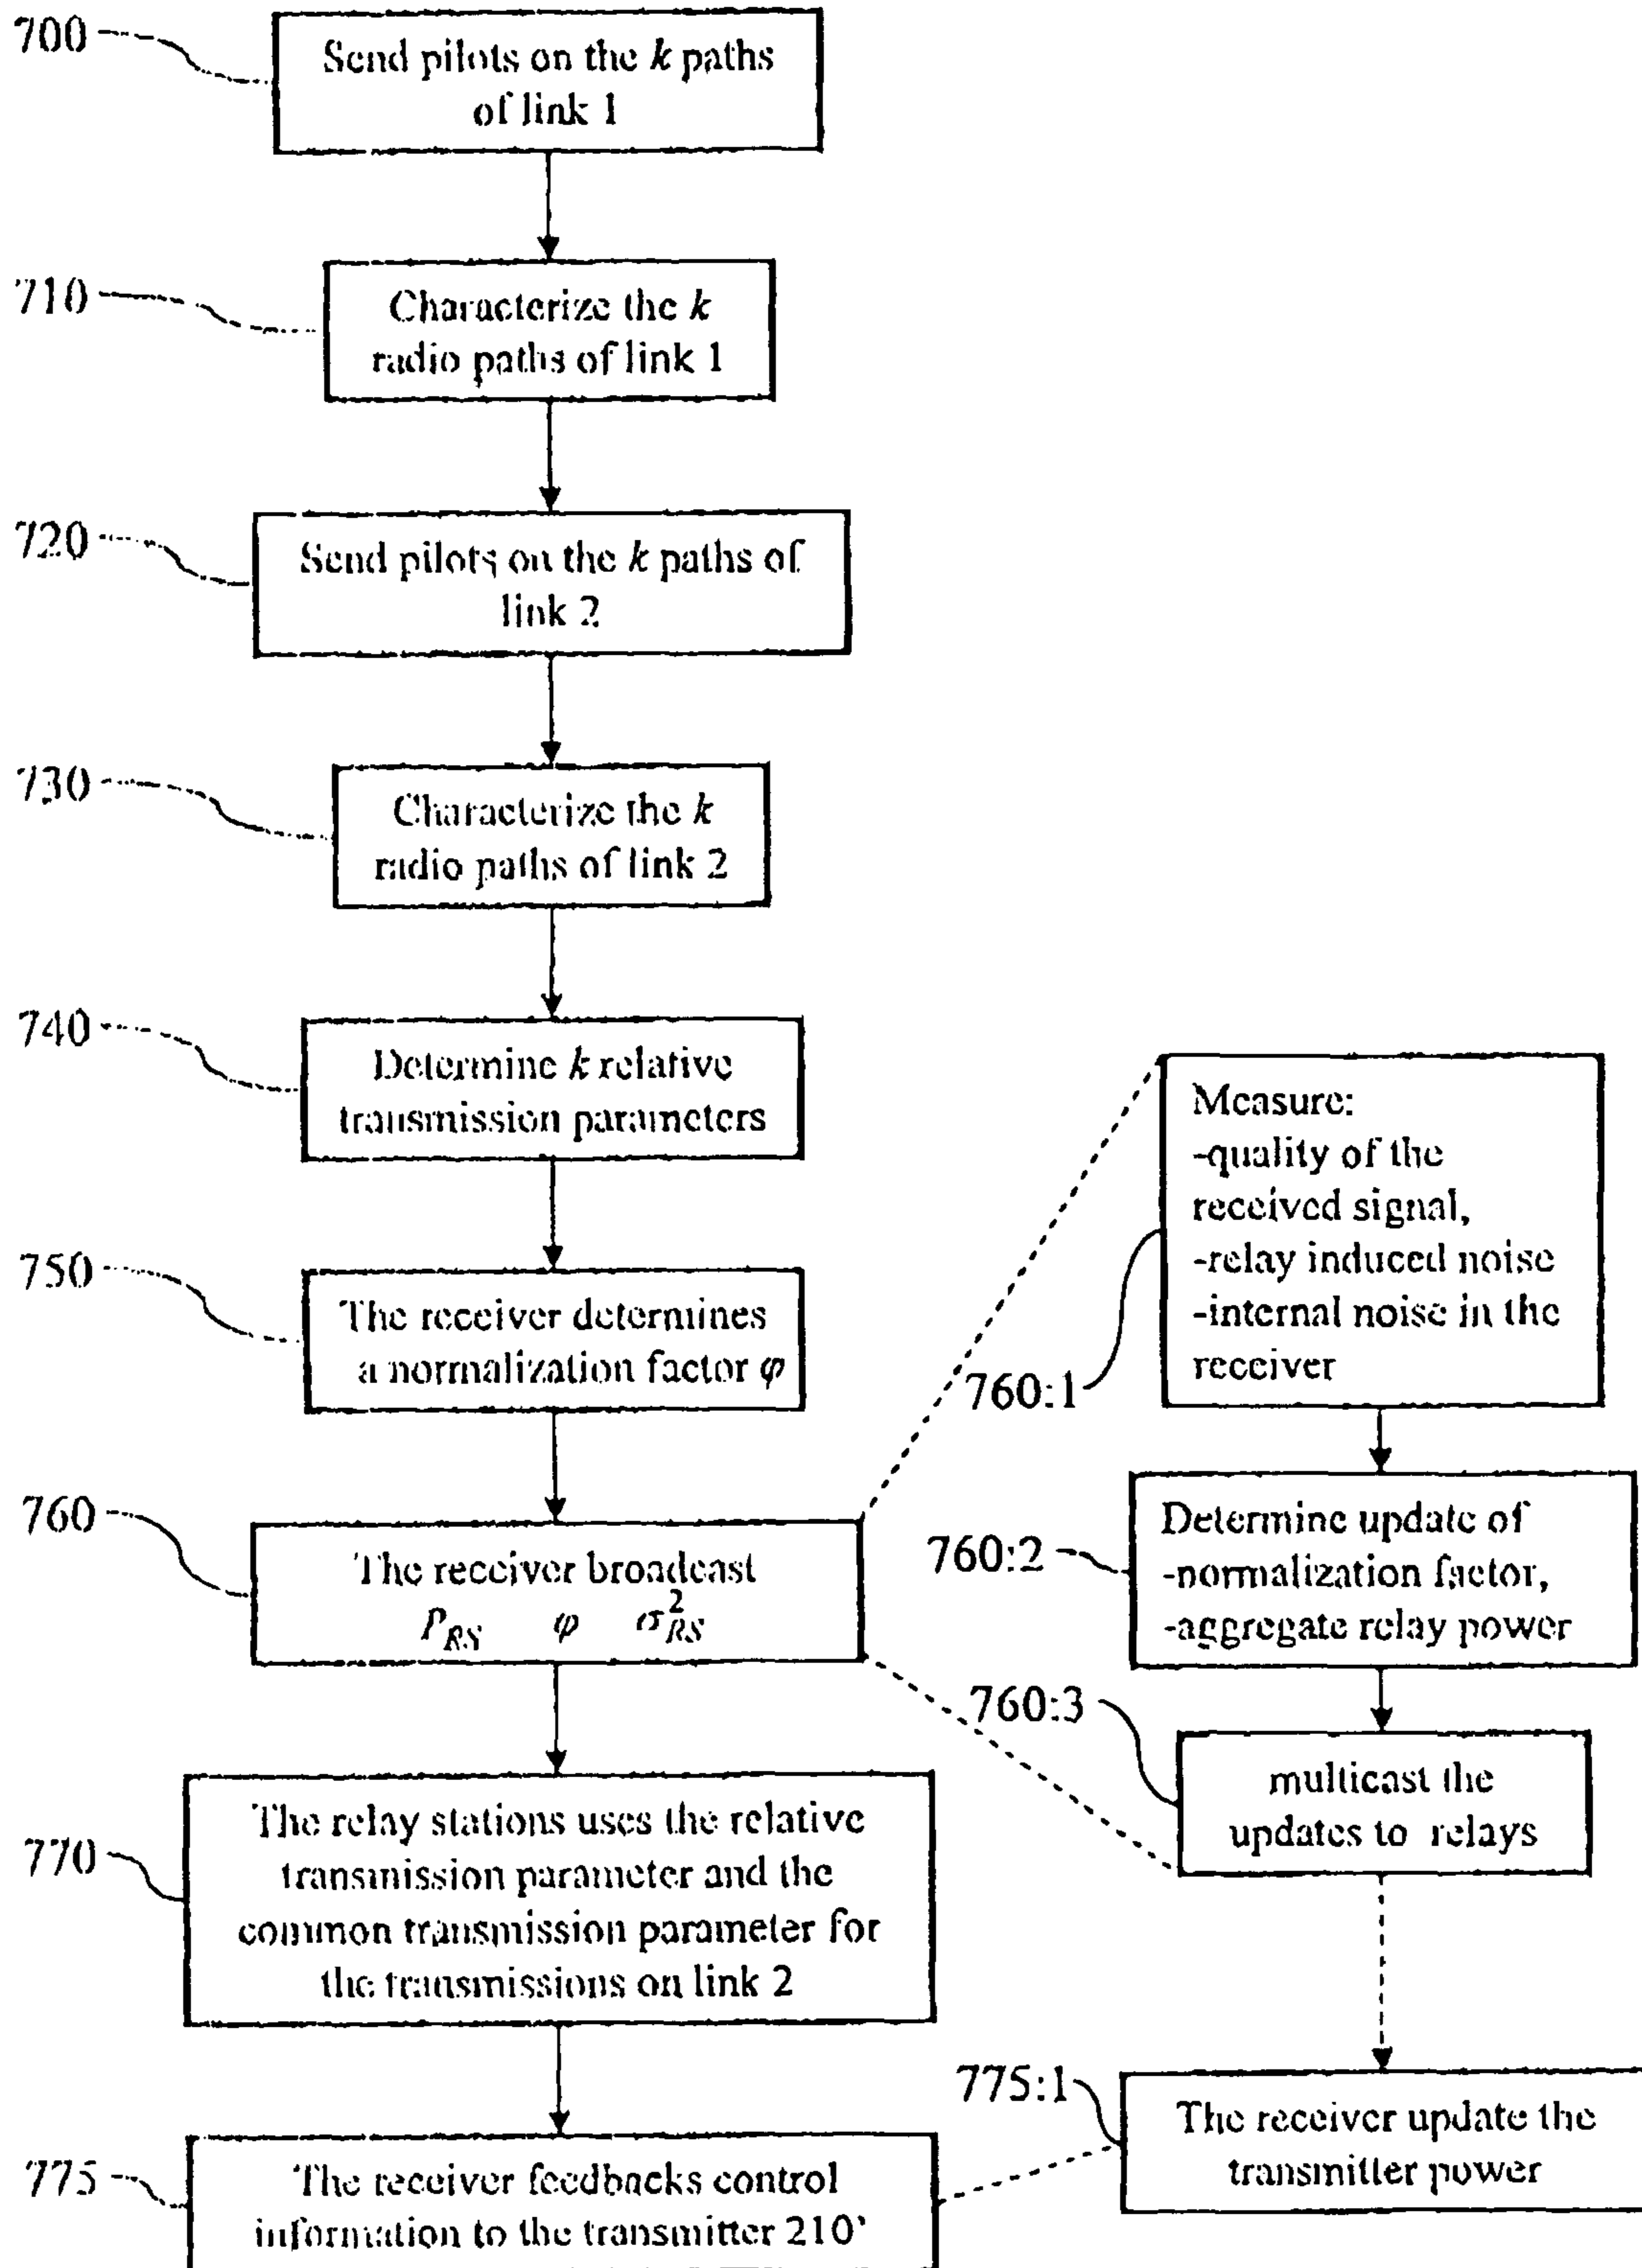 700
Send pilots on the k paths
of link 1
710
Characterize the k
radio paths of link 1
720
Send pilots on the k paths of
link 2
730
Characterize the k
radio paths of link 2
740
Determine k relative
transmission parameters
750
The receiver determines
a normalization factor φ
760
The receiver broadcast
P_RS φ σ²_RS
770
The relay stations uses the relative
transmission parameter and the
common transmission parameter for
the transmissions on link 2
775
The receiver feedbacks control
information to the transmitter 210’
760:1
Measure:
-quality of the
received signal,
-relay induced noise
-internal noise in the
receiver
760:2
Determine update of
-normalization factor,
-aggregate relay power
760:3
multicast the
updates to relays
775:1
The receiver update the
transmitter power